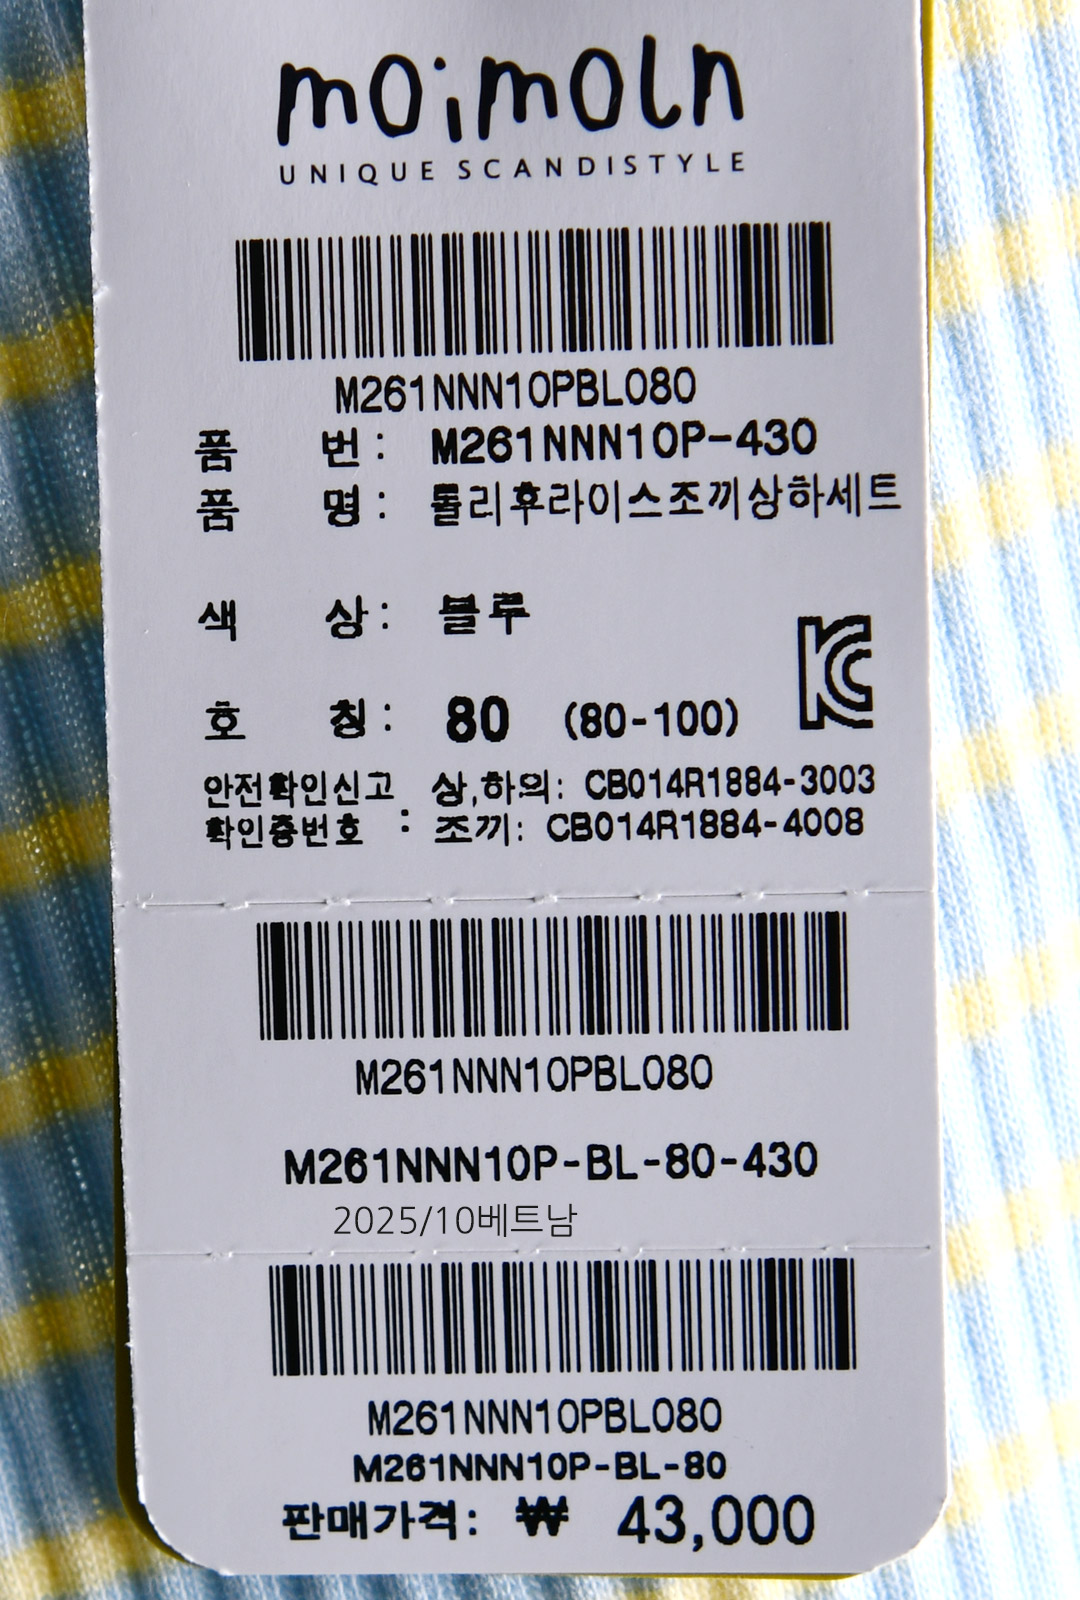 moimoln
UNIQUE SCANDISTYLE
M261NNN10PBL080
품 번: M261NNN10P-430
품 명: 롤리후라이스조끼상하세트
색 상: 블루
호 칭: 80 (80-100)
안전확인신고 상,하의: CB014R1884-3003
확인증번호 : 조끼: CB014R1884-4008
M261NNN10PBL080
M261NNN10P-BL-80-430
2025/10베트남
M261NNN10PBL080
M261NNN10P-BL-80
판매가격: ₩ 43,000